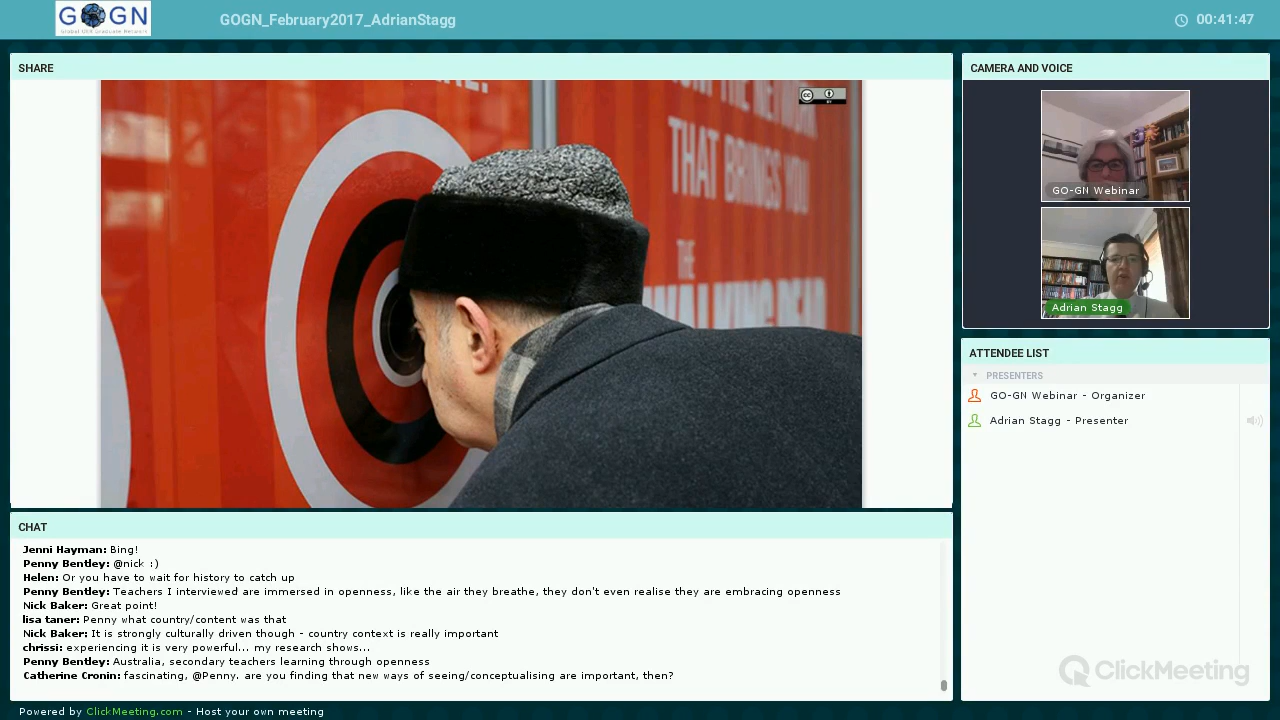 GOGN
Global OER Graduate Network
GOGN_February2017_AdrianStagg
00:41:47
SHARE
THAT BRINGS YOU
THE
cc
BY
CAMERA AND VOICE
GO-GN Webinar
Adrian Stagg
ATTENDEE LIST
PRESENTERS
GO-GN Webinar - Organizer
Adrian Stagg - Presenter
CHAT
Jenni Hayman: Bing!
Penny Bentley: @nick :)
Helen: Or you have to wait for history to catch up
Penny Bentley: Teachers I interviewed are immersed in openness, like the air they breathe, they don't even realise they are embracing openness
Nick Baker: Great point!
lisa taner: Penny what country/content was that
Nick Baker: It is strongly culturally driven though - country context is really important
chrissi: experiencing it is very powerful... my research shows...
Penny Bentley: Australia, secondary teachers learning through openness
Catherine Cronin: fascinating, @Penny. are you finding that new ways of seeing/conceptualising are important, then?
ClickMeeting
Powered by ClickMeeting.com - Host your own meeting